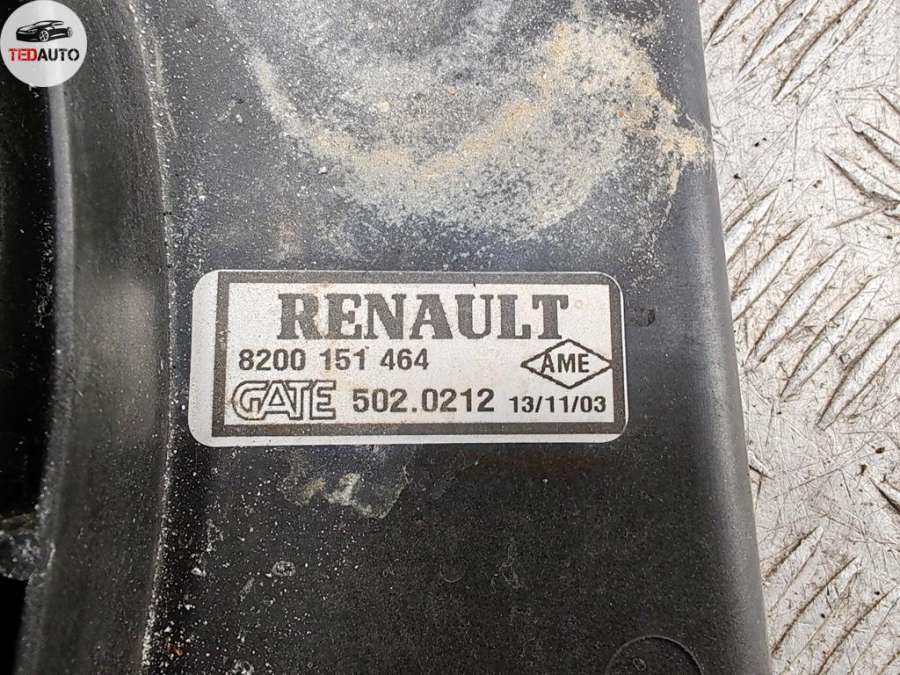 TEDAUTO
RENAULT
8200 151 464 AME
GATE 502.0212 13/11/03